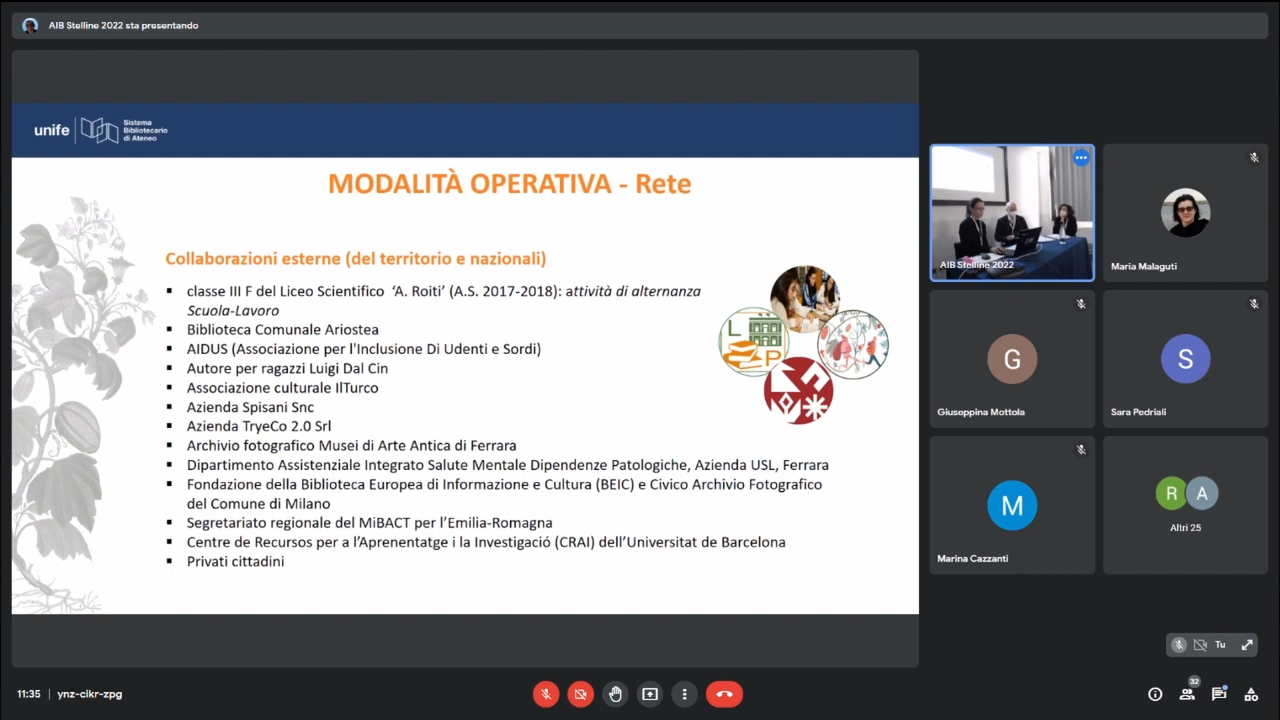 AIB Stelline 2022 sta presentando
unife
Sistema
Bibliotecario
di Ateneo
MODALITÀ OPERATIVA - Rete
Collaborazioni esterne (del territorio e nazionali)
▪ classe III F del Liceo Scientifico ‘A. Roiti’ (A.S. 2017-2018): attività di alternanza
Scuola-Lavoro
▪ Biblioteca Comunale Ariostea
▪ AIDUS (Associazione per l'Inclusione Di Udenti e Sordi)
▪ Autore per ragazzi Luigi Dal Cin
▪ Associazione culturale IlTurco
▪ Azienda Spisani Snc
▪ Azienda TryeCo 2.0 Srl
▪ Archivio fotografico Musei di Arte Antica di Ferrara
▪ Dipartimento Assistenziale Integrato Salute Mentale Dipendenze Patologiche, Azienda USL, Ferrara
▪ Fondazione della Biblioteca Europea di Informazione e Cultura (BEIC) e Civico Archivio Fotografico
del Comune di Milano
▪ Segretariato regionale del MiBACT per l’Emilia-Romagna
▪ Centre de Recursos per a l’Aprenentatge i la Investigació (CRAI) dell’Universitat de Barcelona
▪ Privati cittadini
L
P
AIB Stelline 2022
Maria Malaguti
G
Giuseppina Mottola
S
Sara Pedriali
M
Marina Cazzanti
R A
Altri 25
Tu
11:35 | ynz-cikr-zpg
32